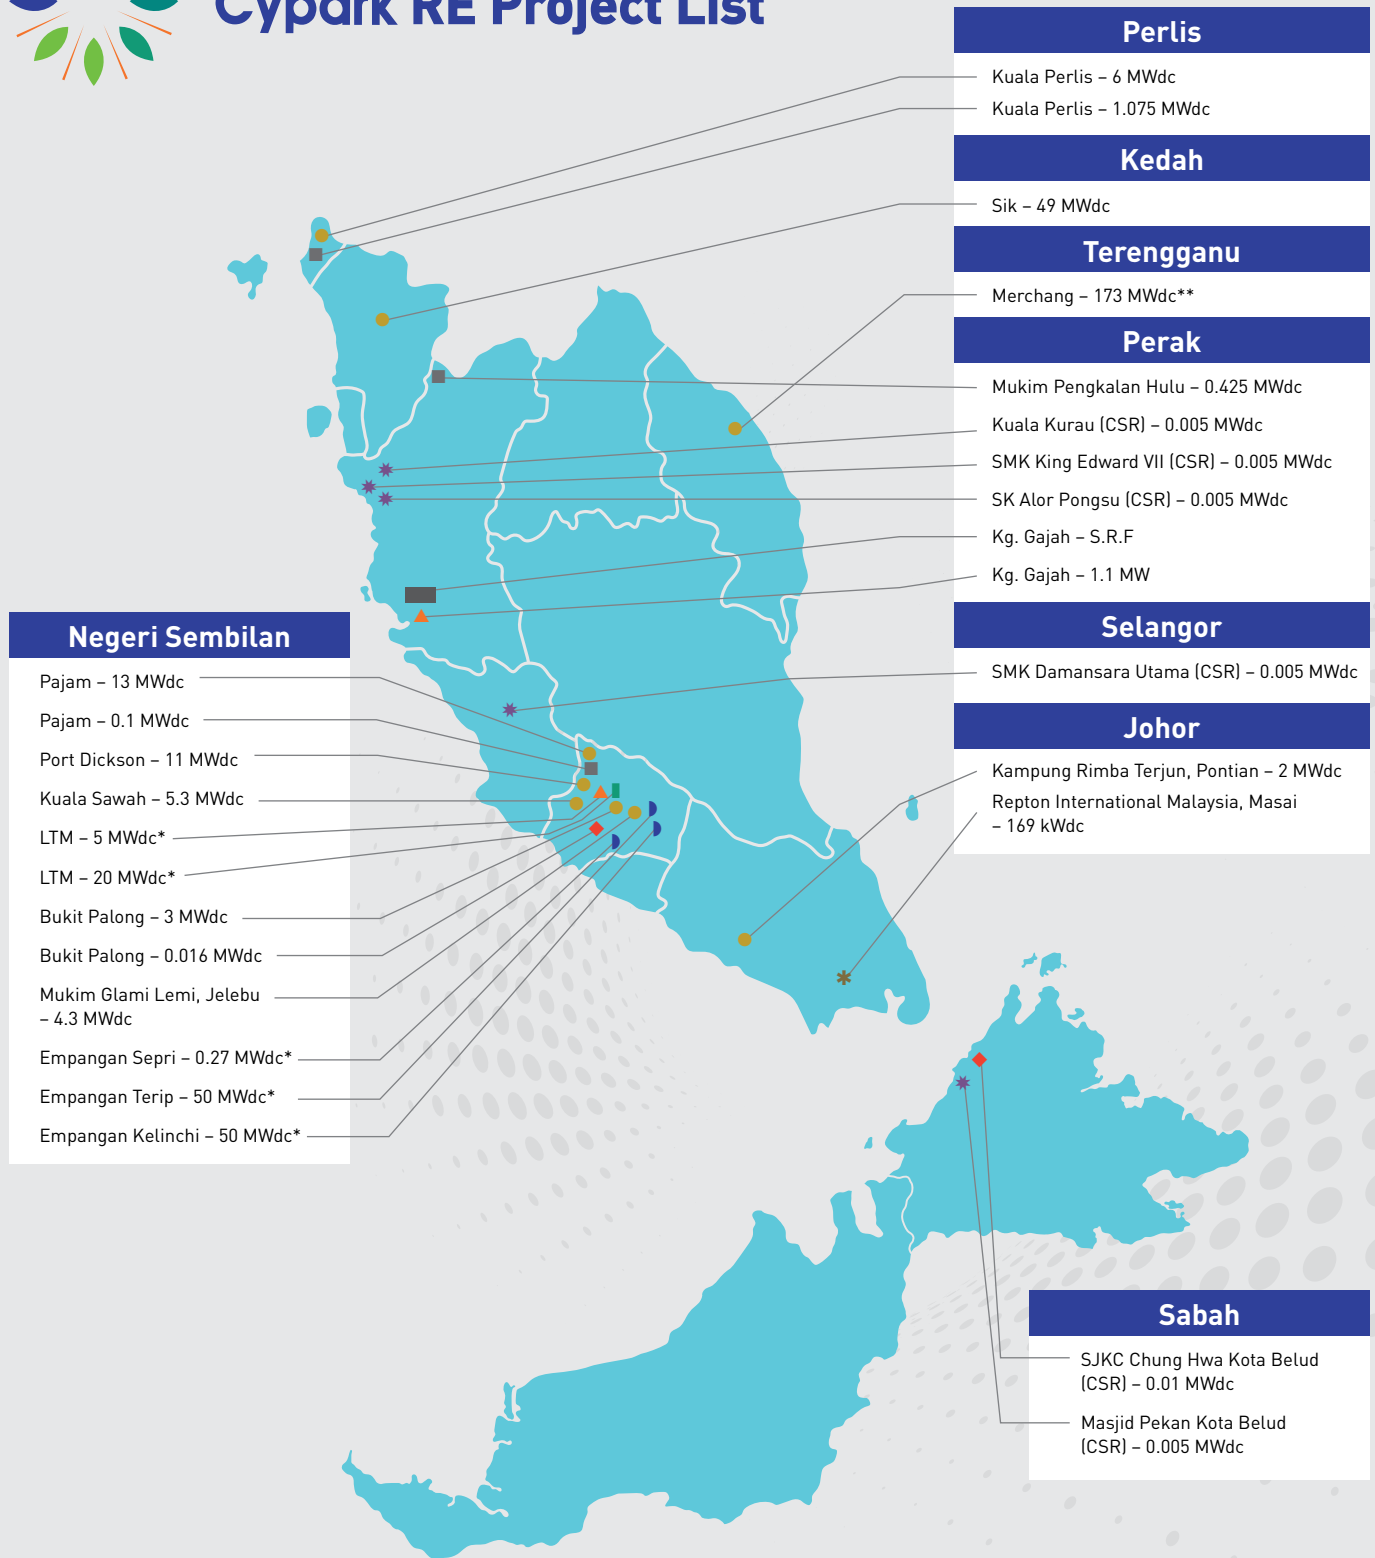 Cypark RE Project List
Perlis
Kuala Perlis – 6 MWdc
Kuala Perlis – 1.075 MWdc
Kedah
Sik – 49 MWdc
Terengganu
Merchang – 173 MWdc**
Perak
Mukim Pengkalan Hulu – 0.425 MWdc
Kuala Kurau (CSR) – 0.005 MWdc
SMK King Edward VII (CSR) – 0.005 MWdc
SK Alor Pongsu (CSR) – 0.005 MWdc
Kg. Gajah – S.R.F
Kg. Gajah – 1.1 MW
Selangor
SMK Damansara Utama (CSR) – 0.005 MWdc
Johor
Kampung Rimba Terjun, Pontian – 2 MWdc
Repton International Malaysia, Masai
– 169 kWdc
Negeri Sembilan
Pajam – 13 MWdc
Pajam – 0.1 MWdc
Port Dickson – 11 MWdc
Kuala Sawah – 5.3 MWdc
LTM – 5 MWdc*
LTM – 20 MWdc*
Bukit Palong – 3 MWdc
Bukit Palong – 0.016 MWdc
Mukim Glami Lemi, Jelebu
– 4.3 MWdc
Empangan Sepri – 0.27 MWdc*
Empangan Terip – 50 MWdc*
Empangan Kelinchi – 50 MWdc*
Sabah
SJKC Chung Hwa Kota Belud
(CSR) – 0.01 MWdc
Masjid Pekan Kota Belud
(CSR) – 0.005 MWdc